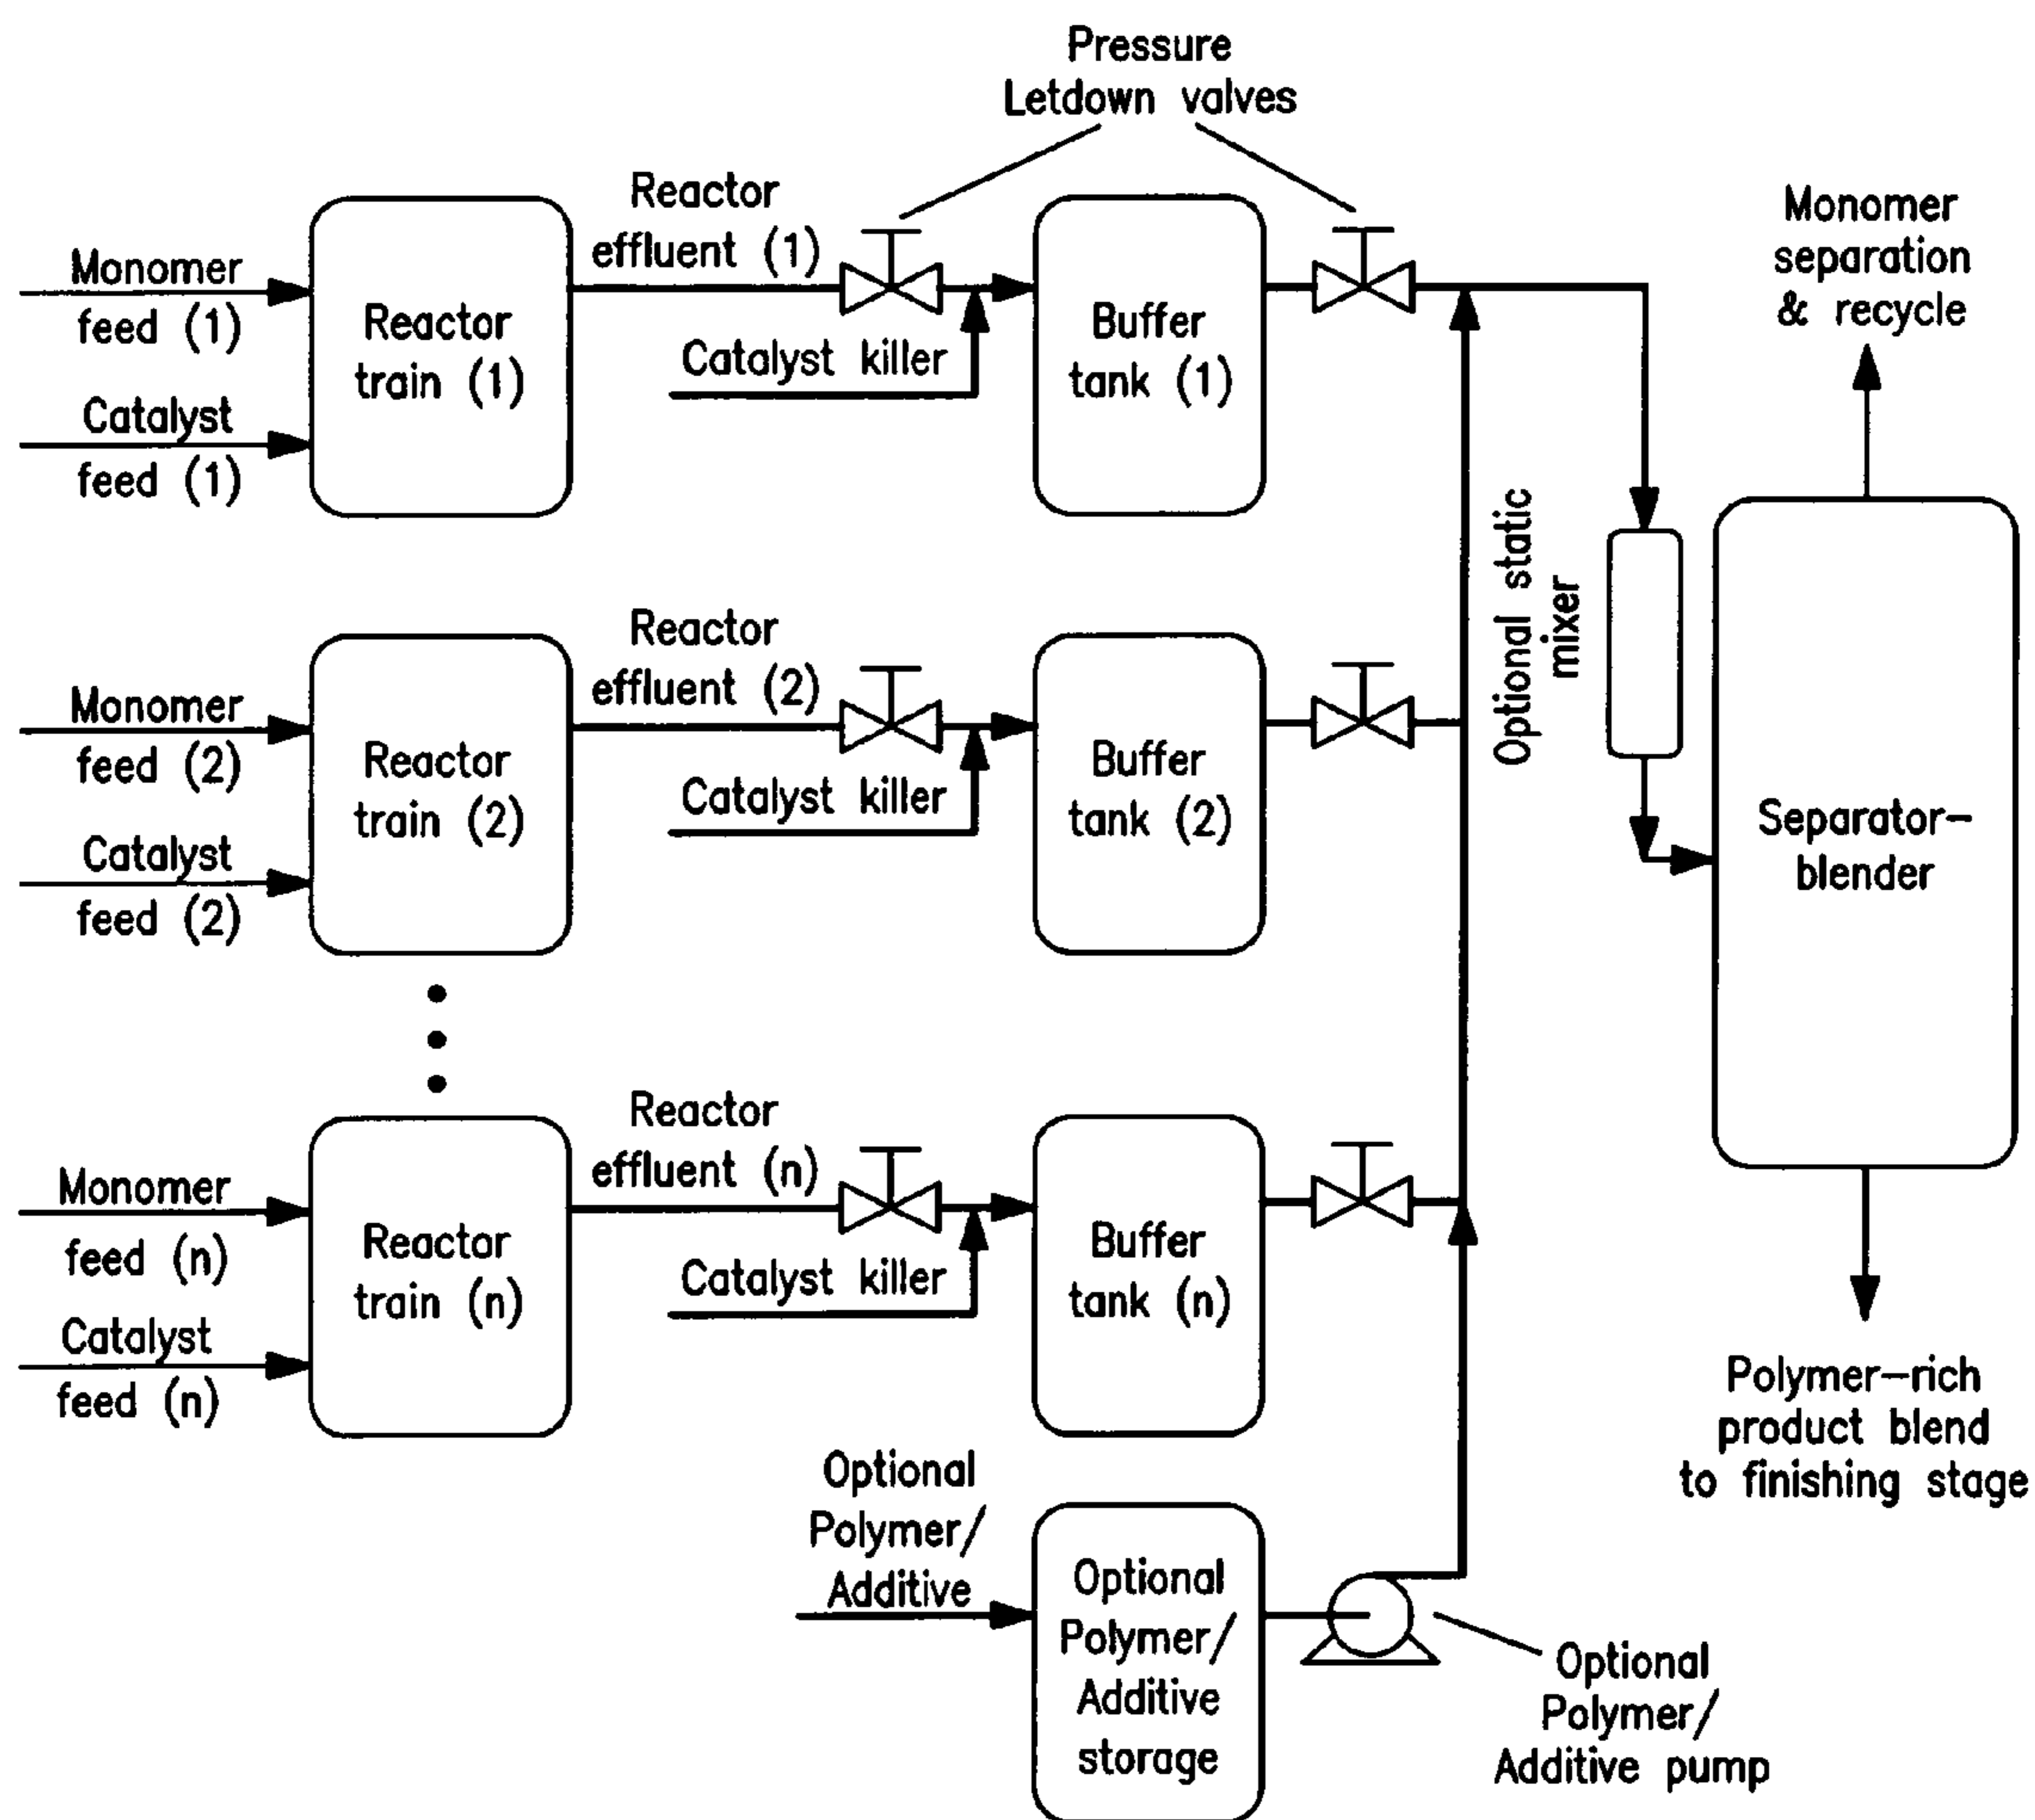 Pressure
Letdown valves
Monomer
feed (1)
Catalyst
feed (1)
Reactor
train (1)
Reactor
effluent (1)
Catalyst killer
Buffer
tank (1)
Monomer
separation
& recycle
Optional static
mixer
Monomer
feed (2)
Catalyst
feed (2)
Reactor
train (2)
Reactor
effluent (2)
Catalyst killer
Buffer
tank (2)
Separator–
blender
Monomer
feed (n)
Catalyst
feed (n)
Reactor
train (n)
Reactor
effluent (n)
Catalyst killer
Buffer
tank (n)
Polymer–rich
product blend
to finishing stage
Optional
Polymer/
Additive
Optional
Polymer/
Additive
storage
Optional
Polymer/
Additive pump